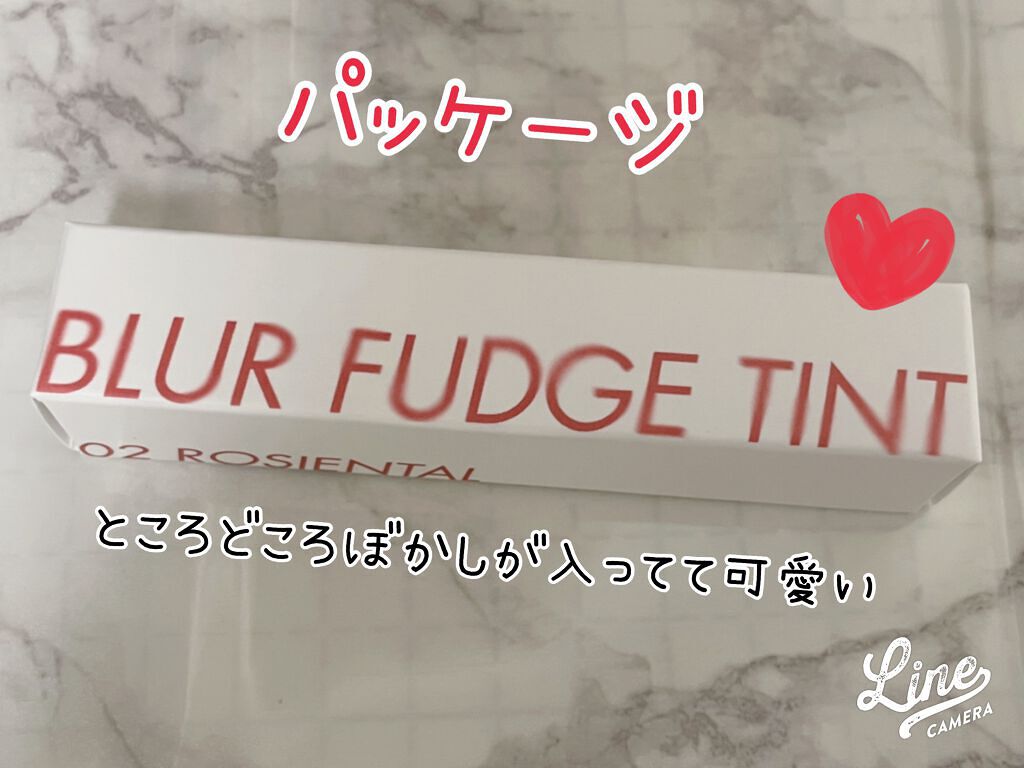 パッケージ
BLUR FUDGE TINT
02 ROSIENTAL
ところどころぼかしが入ってて可愛い
Line
CAMERA